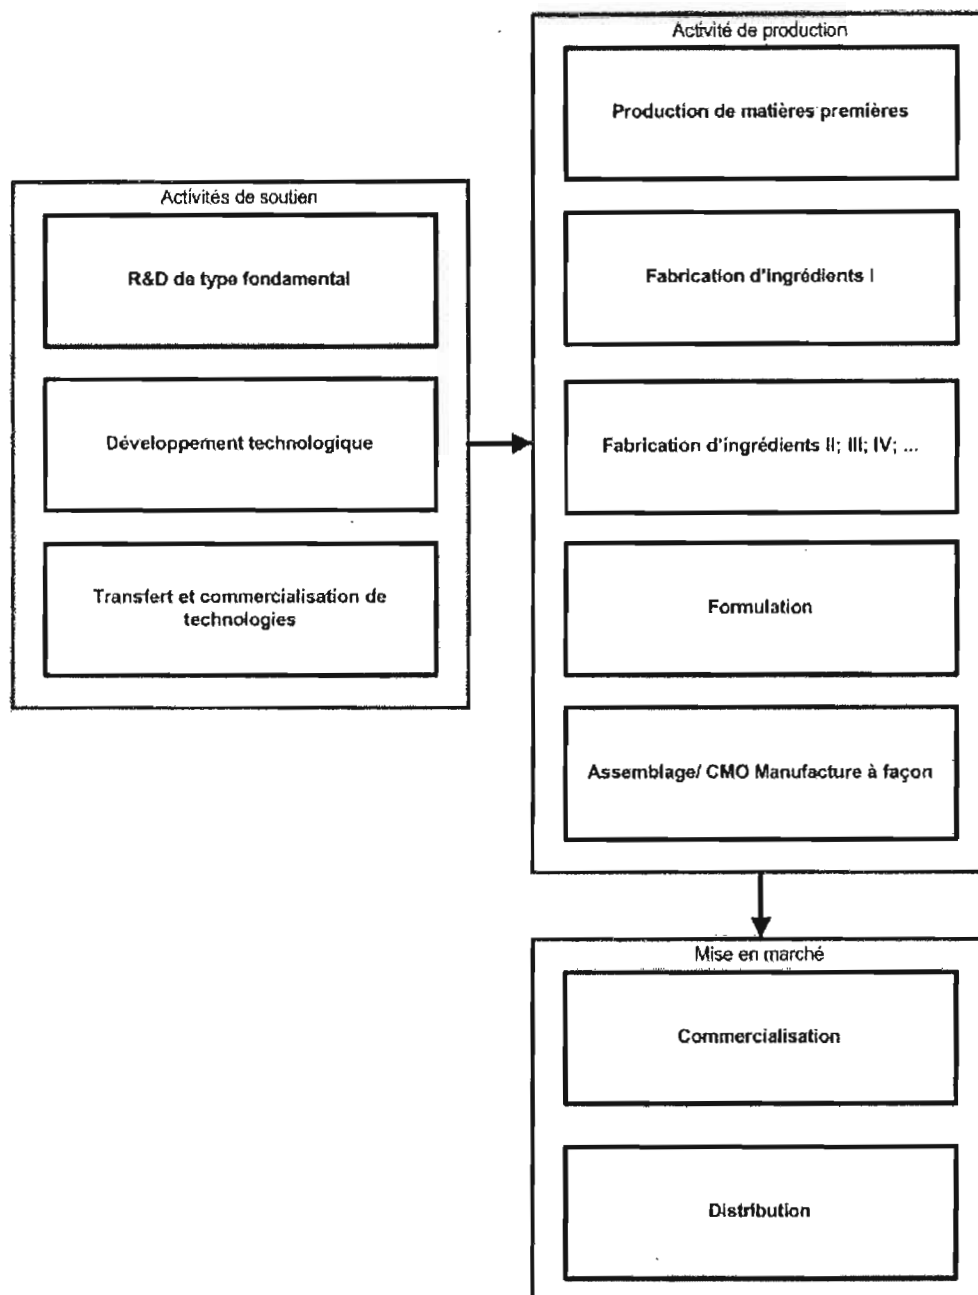 Activité de production
Production de matières premières
Activités de soutien
R&D de type fondamental
Fabrication d'ingrédients I
Développement technologique
Fabrication d'ingrédients II; III; IV; ...
Transfert et commercialisation de
technologies
Formulation
Assemblage/ CMO Manufacture à façon
Mise en marché
Commercialisation
Distribution